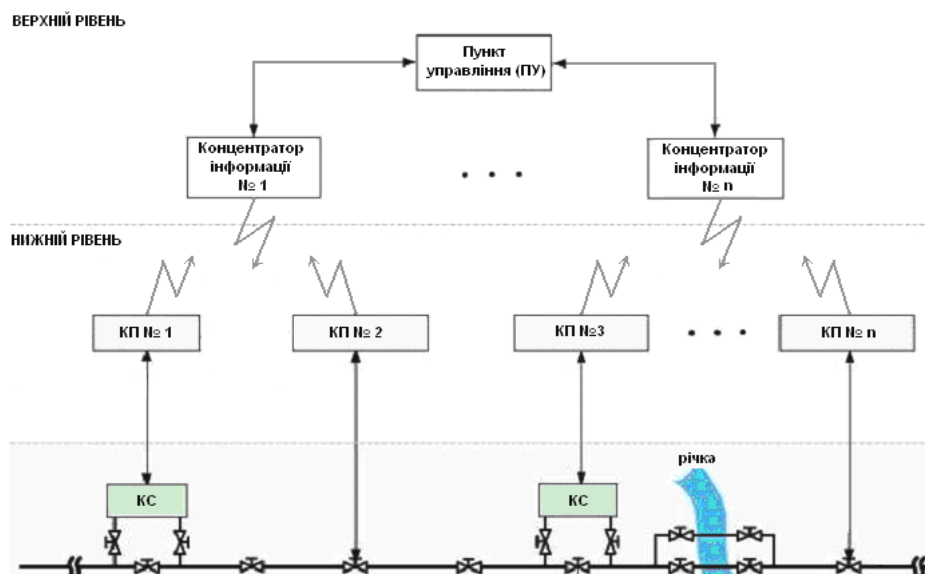 ВЕРХНІЙ РІВЕНЬ
Пункт
управління (ПУ)
Концентратор
інформації
№ 1
. . .
Концентратор
інформації
№ n
НИЖНІЙ РІВЕНЬ
КП № 1
КП № 2
КП №3
. . .
КП № n
КС
КС
річка